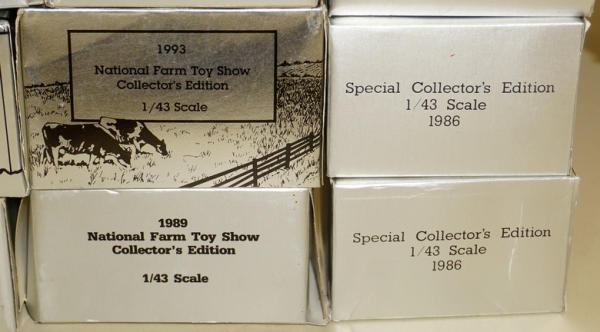 1993
National Farm Toy Show
Collector's Edition
1/43 Scale
Special Collector's Edition
1/43 Scale
1986
1989
National Farm Toy Show
Collector's Edition
1/43 Scale
Special Collector's Edition
1/43 Scale
1986